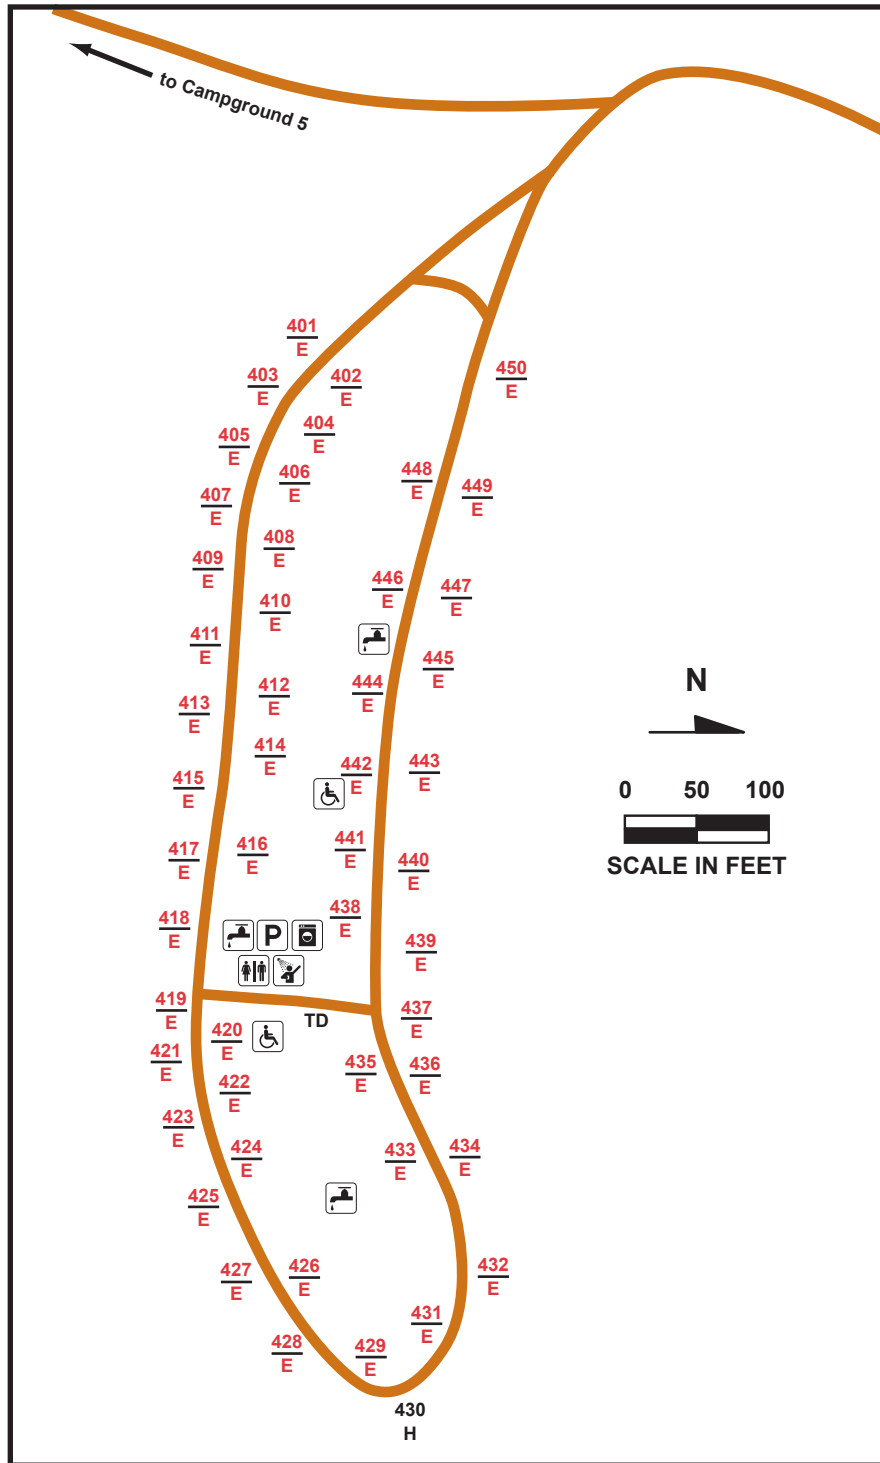 to Campground 5
401
E
403
E
402
E
450
E
404
E
405
E
406
E
448
E
449
E
407
E
408
E
409
E
446
E
447
E
410
E
411
E
445
E
444
E
412
E
413
E
414
E
442
E
443
E
415
E
416
E
441
E
417
E
440
E
418
E
438
E
439
E
P
419
E
437
E
TD
420
E
421
E
435
E
436
E
422
E
423
E
424
E
433
E
434
E
425
E
426
E
427
E
432
E
431
E
428
E
429
E
430
H
N
0 50 100
SCALE IN FEET